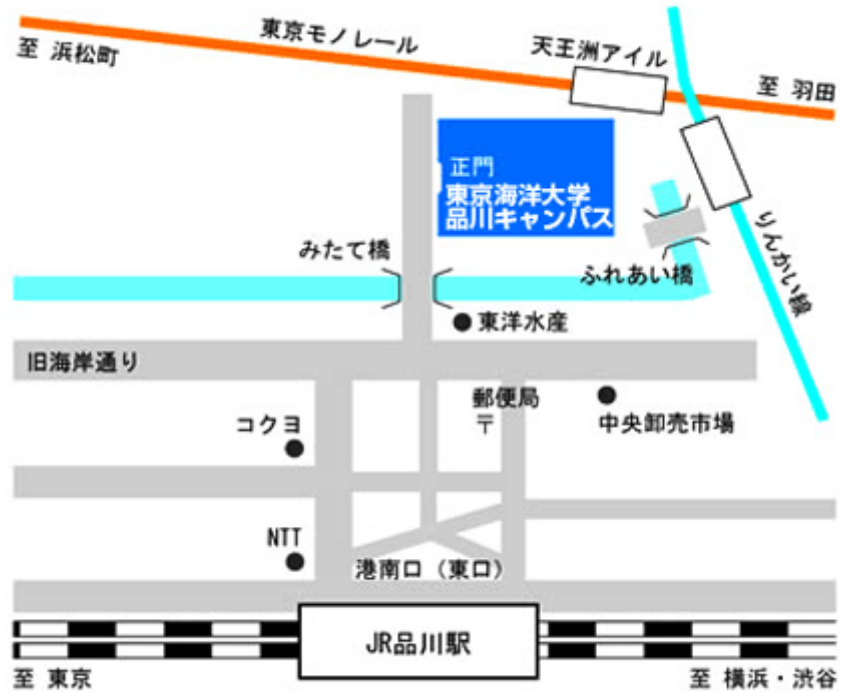 東京モノレール
天王洲アイル
至 浜松町
至 羽田
正門
東京海洋大学
品川キャンパス
りんかい線
みたて橋
ふれあい橋
東洋水産
旧海岸通り
郵便局
〒
コクヨ
中央卸売市場
NTT
港南口(東口)
JR品川駅
至 東京
至 横浜・渋谷